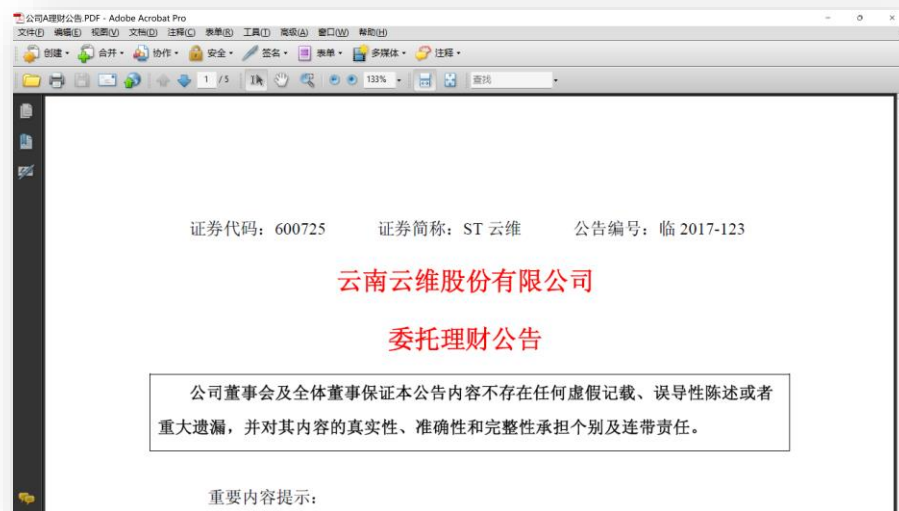 公司A理财公告.PDF - Adobe Acrobat Pro
文件(F) 编辑(E) 视图(V) 文档(D) 注释(C) 表单(R) 工具(T) 高级(A) 窗口(W) 帮助(H)
创建 合并 协作 安全 签名 表单 多媒体 注释
1 /5 133% 查找
证券代码：600725 证券简称：ST 云维 公告编号：临 2017-123
云南云维股份有限公司
委托理财公告
公司董事会及全体董事保证本公告内容不存在任何虚假记载、误导性陈述或者
重大遗漏，并对其内容的真实性、准确性和完整性承担个别及连带责任。
重要内容提示：